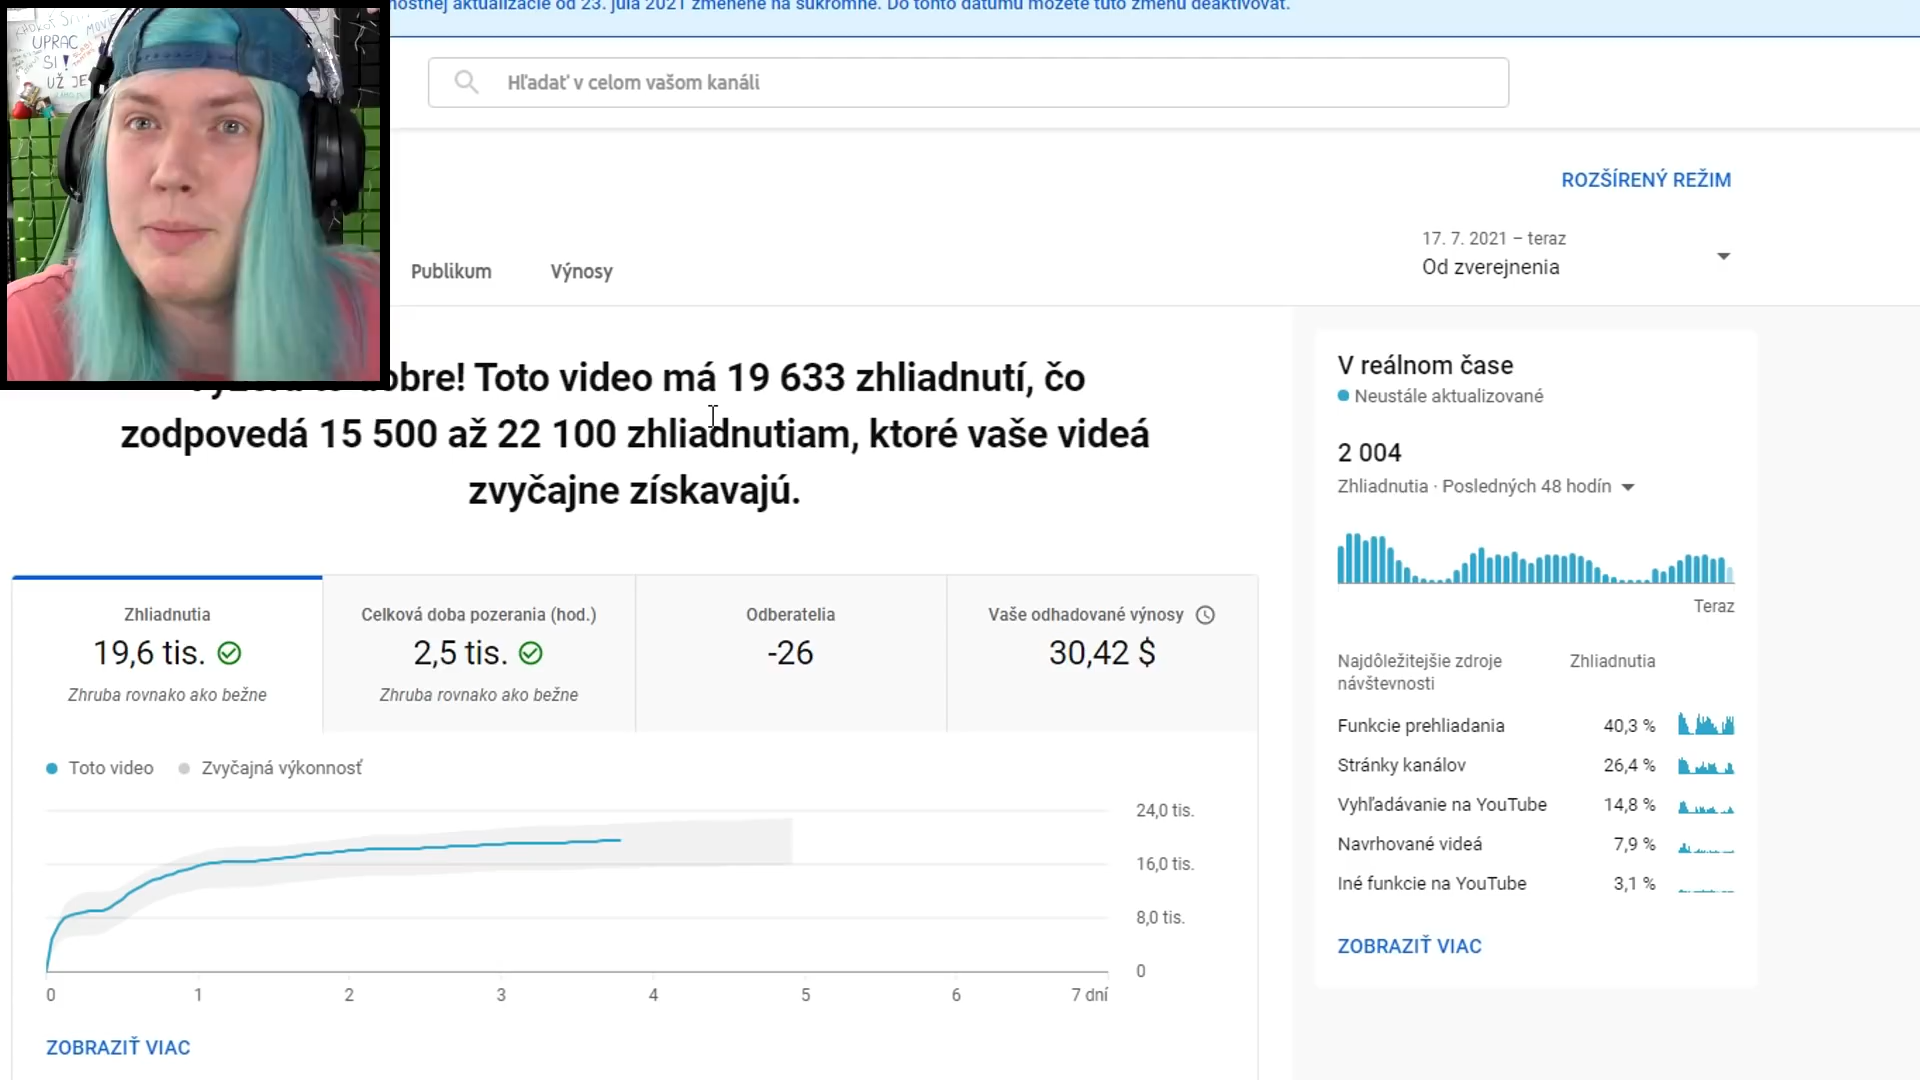 nostnej aktualizácie od 23. júla 2021 zmenené na súkromné. Do tohto dátumu môžete túto zmenu deaktivovať.
UPRAC
SI!
UŽ JE
Hľadať v celom vašom kanáli
ROZŠÍRENÝ REŽIM
17. 7. 2021 – teraz
Od zverejnenia
Publikum
Výnosy
obre! Toto video má 19 633 zhliadnutí, čo
zodpovedá 15 500 až 22 100 zhliadnutiam, ktoré vaše videá
zvyčajne získavajú.
Zhliadnutia
19,6 tis.
Zhruba rovnako ako bežne
Celková doba pozerania (hod.)
2,5 tis.
Zhruba rovnako ako bežne
Odberatelia
-26
Vaše odhadované výnosy
30,42 $
Toto video
Zvyčajná výkonnosť
24,0 tis.
16,0 tis.
8,0 tis.
0
0 1 2 3 4 5 6 7 dní
ZOBRAZIŤ VIAC
V reálnom čase
Neustále aktualizované
2 004
Zhliadnutia · Posledných 48 hodín
Teraz
Najdôležitejšie zdroje návštevnosti
Zhliadnutia
Funkcie prehliadania 40,3 %
Stránky kanálov 26,4 %
Vyhľadávanie na YouTube 14,8 %
Navrhované videá 7,9 %
Iné funkcie na YouTube 3,1 %
ZOBRAZIŤ VIAC